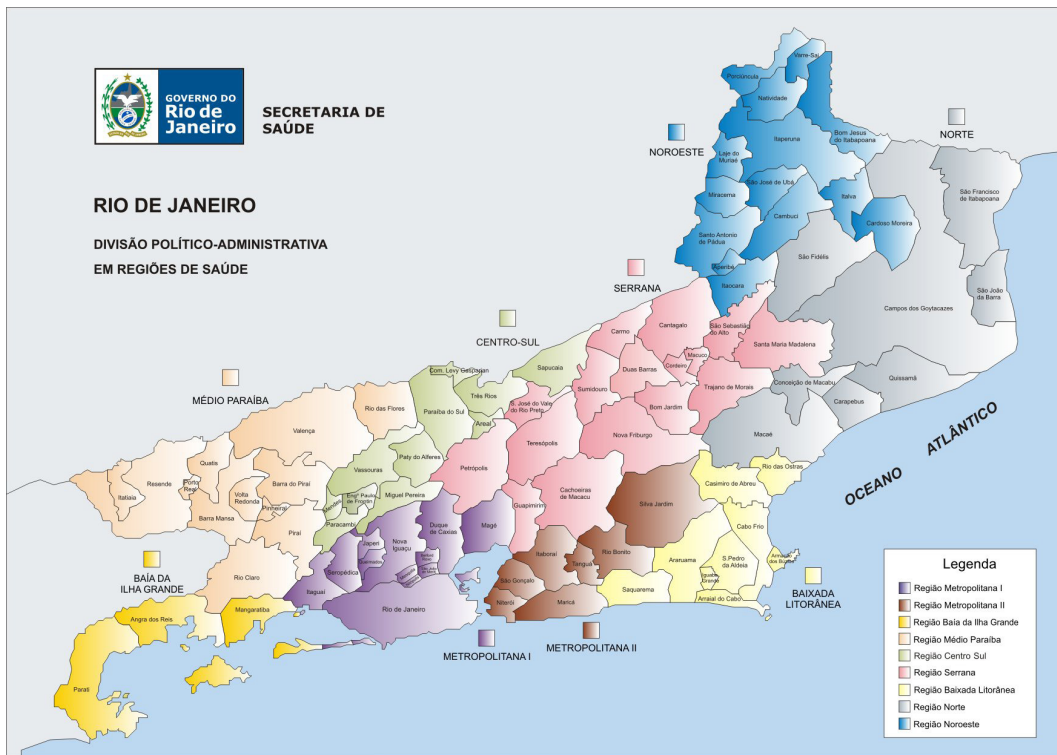 GOVERNO DO
Rio de
Janeiro
SECRETARIA DE
SAÚDE
RIO DE JANEIRO
DIVISÃO POLÍTICO-ADMINISTRATIVA
EM REGIÕES DE SAÚDE
NOROESTE
NORTE
SERRANA
CENTRO-SUL
MÉDIO PARAÍBA
BAÍA DA
ILHA GRANDE
METROPOLITANA I
METROPOLITANA II
BAIXADA
LITORÂNEA
OCEANO ATLÂNTICO
Varre-Sai
Porciúncula
Natividade
Itaperuna
Bom Jesus
do Itabapoana
Laje do
Muriaé
São José de Ubá
Miracema
Italva
Cambuci
Cardoso Moreira
Santo Antonio
de Pádua
Aperibé
Itaocara
São Francisco
de Itabapoana
São Fidélis
São João
da Barra
Campos dos Goytacazes
Quissamã
Conceição de Macabu
Carapebus
Macaé
Carmo
Cantagalo
São Sebastião
do Alto
Santa Maria Madalena
Macuco
Cordeiro
Duas Barras
Sumidouro
Trajano de Morais
Bom Jardim
Nova Friburgo
S. José do Vale
do Rio Preto
Teresópolis
Petrópolis
Cachoeiras
de Macacu
Guapimirim
Sapucaia
Com. Levy Gasparian
Três Rios
Paraíba do Sul
Areal
Paty do Alferes
Vassouras
Miguel Pereira
Engº Paulo
de Frontin
Mendes
Paracambi
Rio das Flores
Valença
Quatis
Resende
Itatiaia
Porto
Real
Barra do Piraí
Volta
Redonda
Pinheiral
Barra Mansa
Piraí
Rio Claro
Mangaratiba
Angra dos Reis
Parati
Itaguaí
Seropédica
Japeri
Queimados
Nova
Iguaçu
Duque
de Caxias
Magé
Rio de Janeiro
Itaboraí
São Gonçalo
Niterói
Maricá
Tanguá
Rio Bonito
Silva Jardim
Casimiro de Abreu
Rio das Ostras
Cabo Frio
Araruama
S.Pedro
da Aldeia
Armação
dos Búzios
Iguaba
Grande
Saquarema
Arraial do Cabo
Legenda
Região Metropolitana I
Região Metropolitana II
Região Baía da Ilha Grande
Região Médio Paraíba
Região Centro Sul
Região Serrana
Região Baixada Litorânea
Região Norte
Região Noroeste